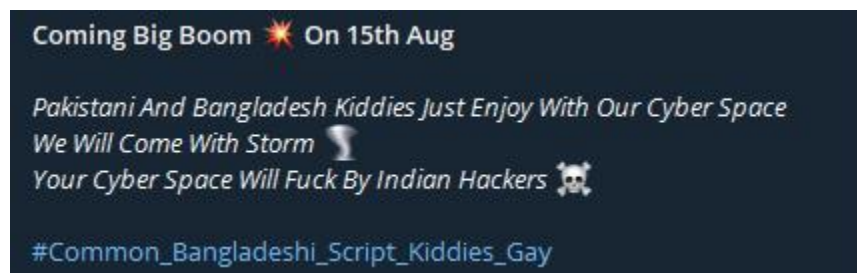 Coming Big Boom 💥 On 15th Aug
Pakistani And Bangladesh Kiddies Just Enjoy With Our Cyber Space
We Will Come With Storm 🌪
Your Cyber Space Will Fuck By Indian Hackers ☠️
#Common_Bangladeshi_Script_Kiddies_Gay